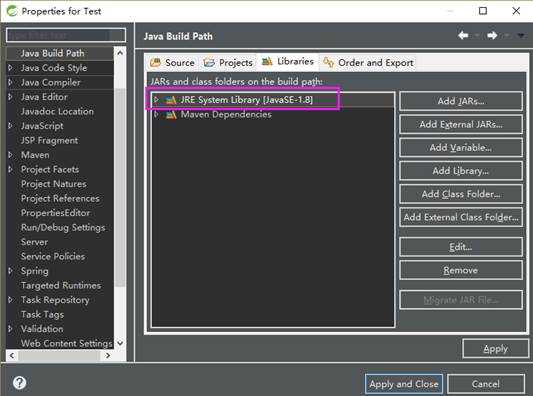 Properties for Test
type filter text
Java Build Path
Java Code Style
Java Compiler
Java Editor
Javadoc Location
JavaScript
JSP Fragment
Maven
Project Facets
Project Natures
Project References
PropertiesEditor
Run/Debug Settings
Server
Service Policies
Spring
Targeted Runtimes
Task Repository
Task Tags
Validation
Web Content Settings
Java Build Path
Source
Projects
Libraries
Order and Export
JARs and class folders on the build path:
JRE System Library [JavaSE-1.8]
Maven Dependencies
Add JARs...
Add External JARs...
Add Variable...
Add Library...
Add Class Folder...
Add External Class Folder...
Edit...
Remove
Migrate JAR File...
Apply
Apply and Close
Cancel